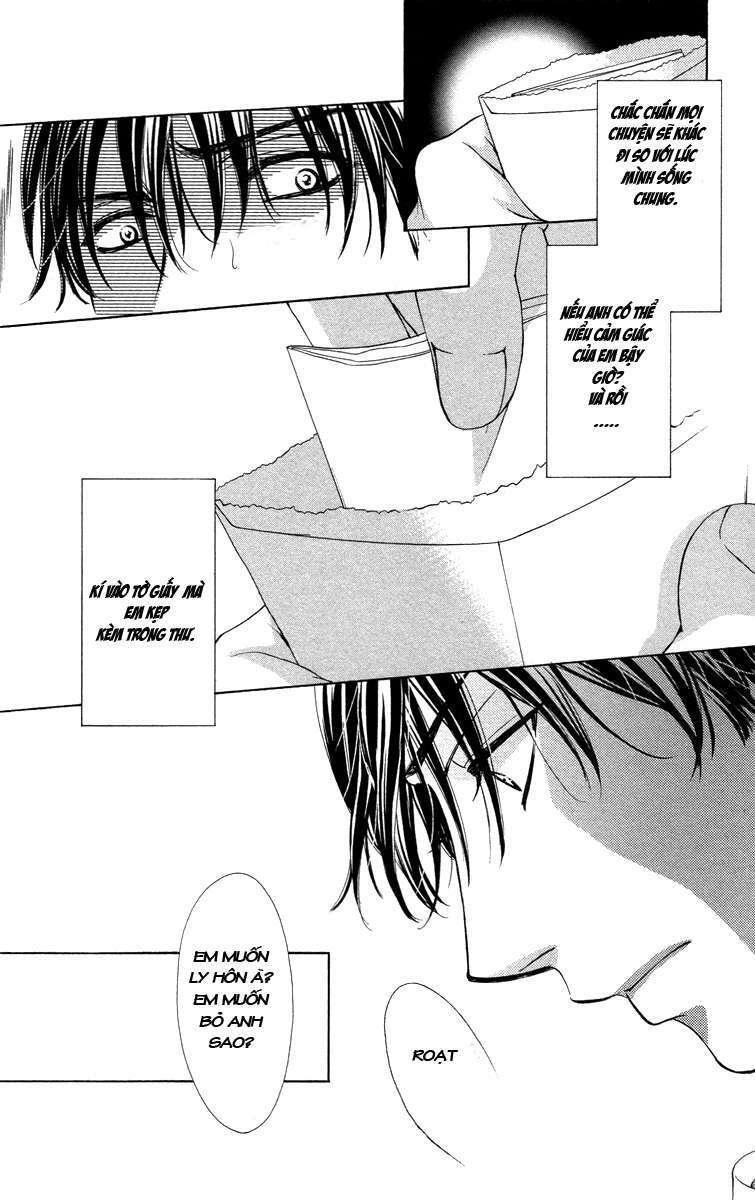 CHẮC CHẮN MỌI
CHUYỆN SẼ KHÁC
ĐI SO VỚI LÚC
MÌNH SỐNG
CHUNG.
NẾU ANH CÓ THỂ
HIỂU CẢM GIÁC
CỦA EM BẬY
GIỜ?
VÀ RỒI
.....
KÍ VÀO TỜ GIẤY MÀ
EM KẸP
KÈM TRONG THƯ.
EM MUỐN
LY HÔN À?
EM MUỐN
BỎ ANH
SAO?
ROẠT